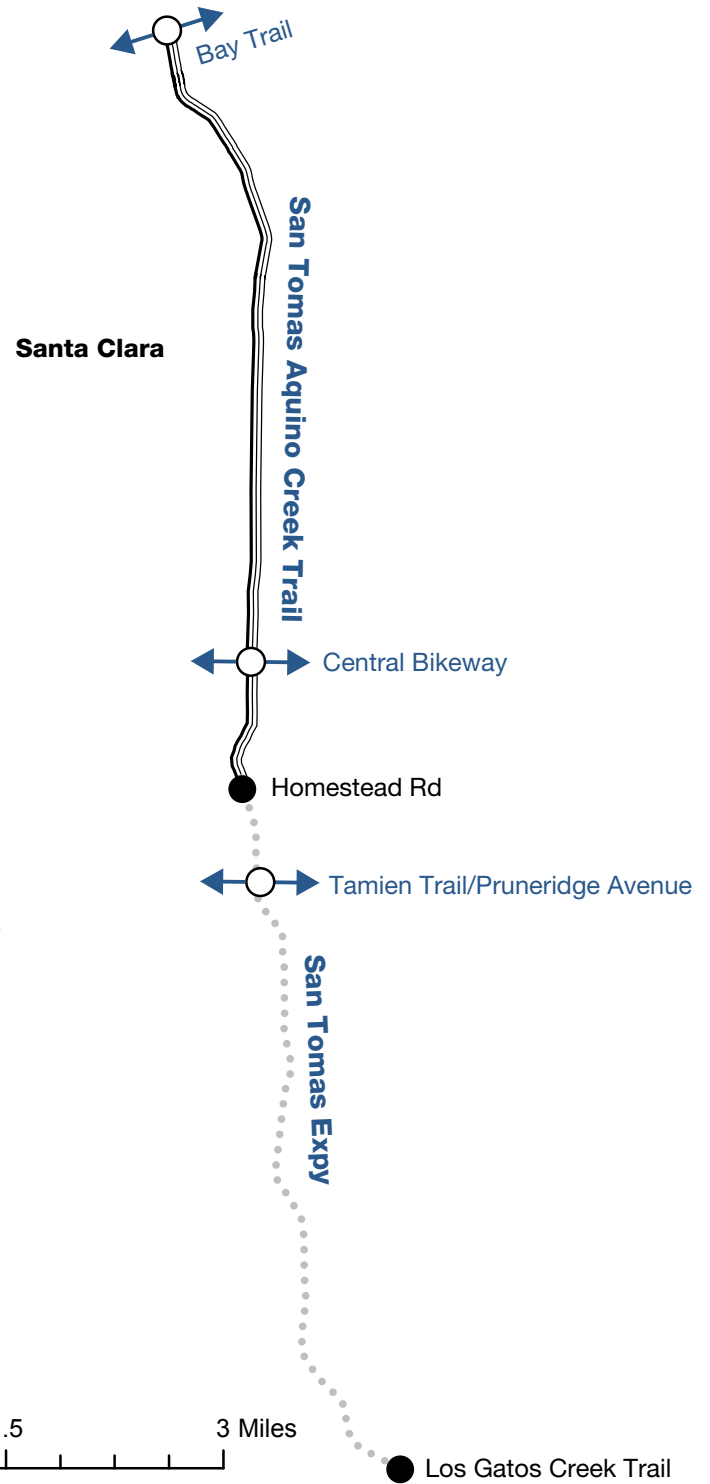 Bay Trail
San Tomas Aquino Creek Trail
Santa Clara
Central Bikeway
Homestead Rd
Tamien Trail/Pruneridge Avenue
San Tomas Expy
.5
3 Miles
Los Gatos Creek Trail